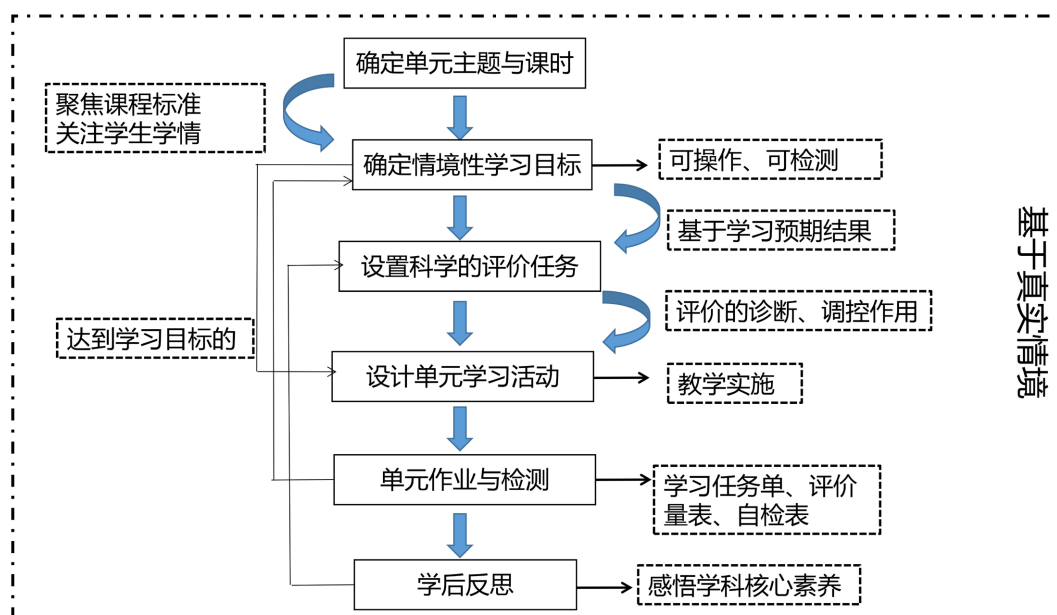 确定单元主题与课时
聚焦课程标准
关注学生学情
确定情境性学习目标
可操作、可检测
基于学习预期结果
设置科学的评价任务
评价的诊断、调控作用
达到学习目标的
设计单元学习活动
教学实施
单元作业与检测
学习任务单、评价
量表、自检表
学后反思
感悟学科核心素养
基于真实情境